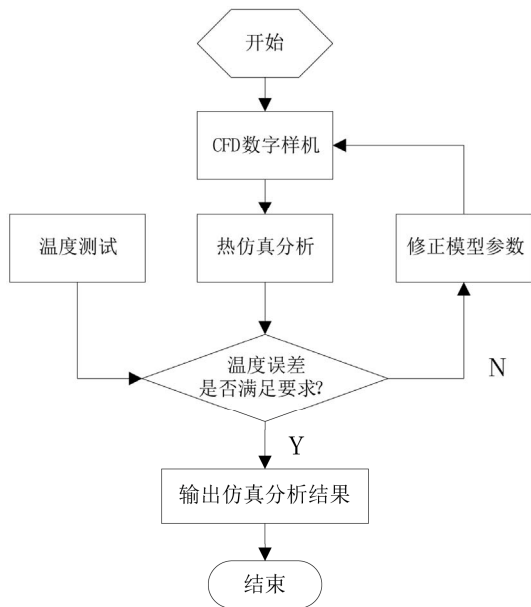 开始
CFD数字样机
温度测试
热仿真分析
修正模型参数
温度误差
是否满足要求?
N
Y
输出仿真分析结果
结束